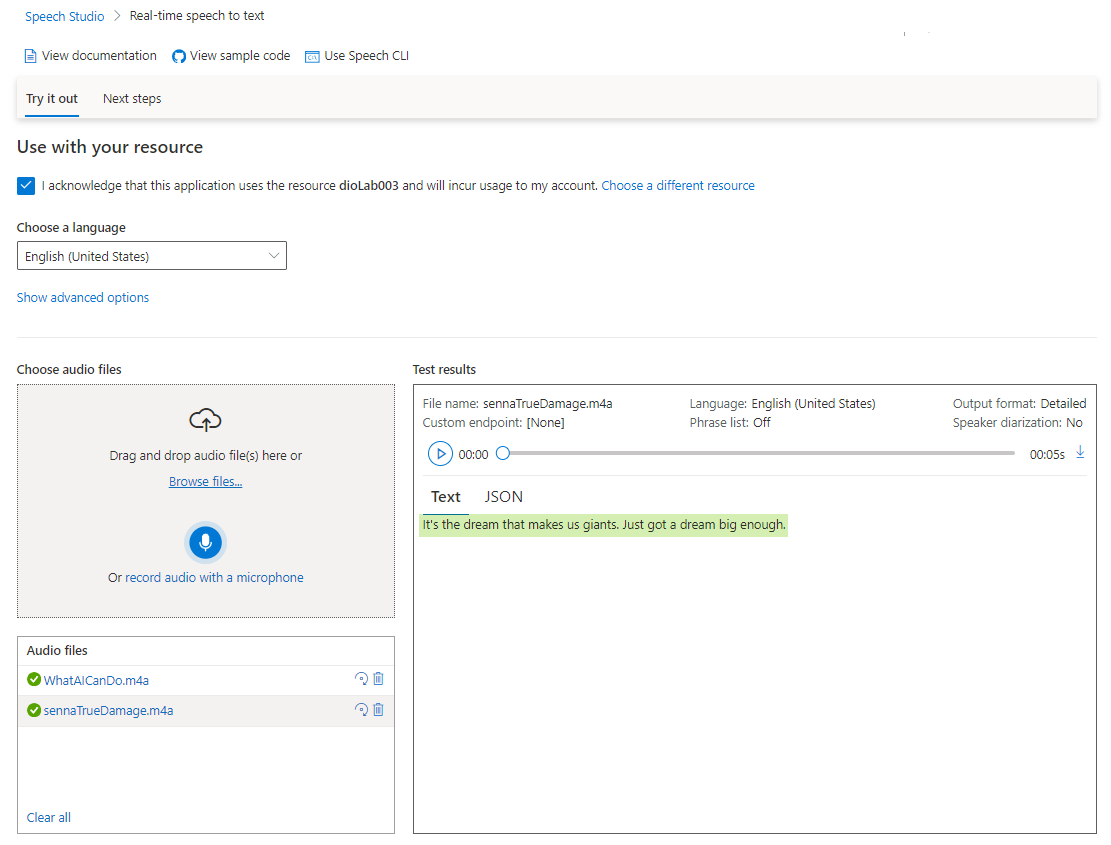 Speech Studio > Real-time speech to text
View documentation View sample code Use Speech CLI
Try it out Next steps
Use with your resource
I acknowledge that this application uses the resource dioLab003 and will incur usage to my account. Choose a different resource
Choose a language
English (United States)
Show advanced options
Choose audio files
Drag and drop audio file(s) here or
Browse files...
Or record audio with a microphone
Audio files
WhatAICanDo.m4a
sennaTrueDamage.m4a
Clear all
Test results
File name: sennaTrueDamage.m4a Language: English (United States) Output format: Detailed
Custom endpoint: [None] Phrase list: Off Speaker diarization: No
00:00 00:05s
Text JSON
It's the dream that makes us giants. Just got a dream big enough.